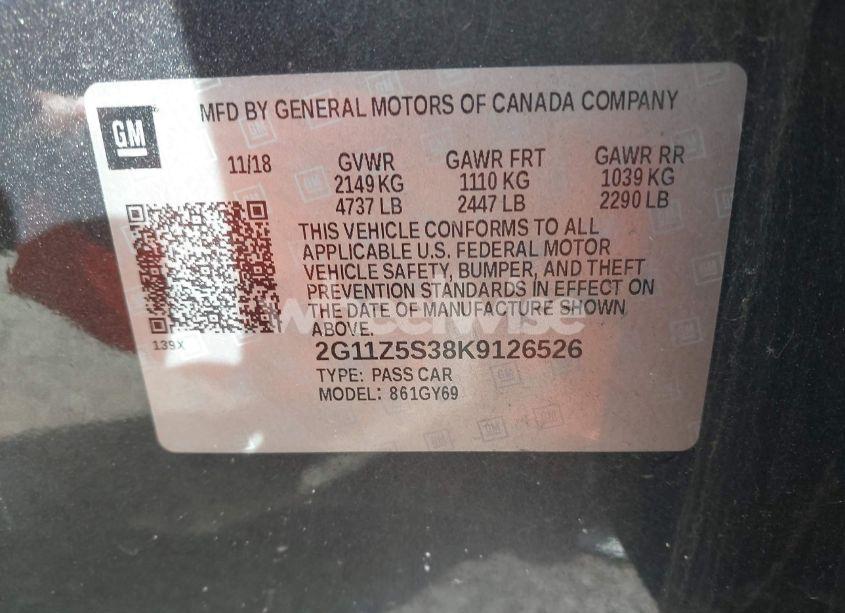 MFD BY GENERAL MOTORS OF CANADA COMPANY
GM
11/18 GVWR GAWR FRT GAWR RR
2149 KG 1110 KG 1039 KG
4737 LB 2447 LB 2290 LB
THIS VEHICLE CONFORMS TO ALL
APPLICABLE U.S. FEDERAL MOTOR
VEHICLE SAFETY, BUMPER, AND THEFT
PREVENTION STANDARDS IN EFFECT ON
THE DATE OF MANUFACTURE SHOWN
ABOVE.
139X
2G11Z5S38K9126526
TYPE: PASS CAR
MODEL: 861GY69